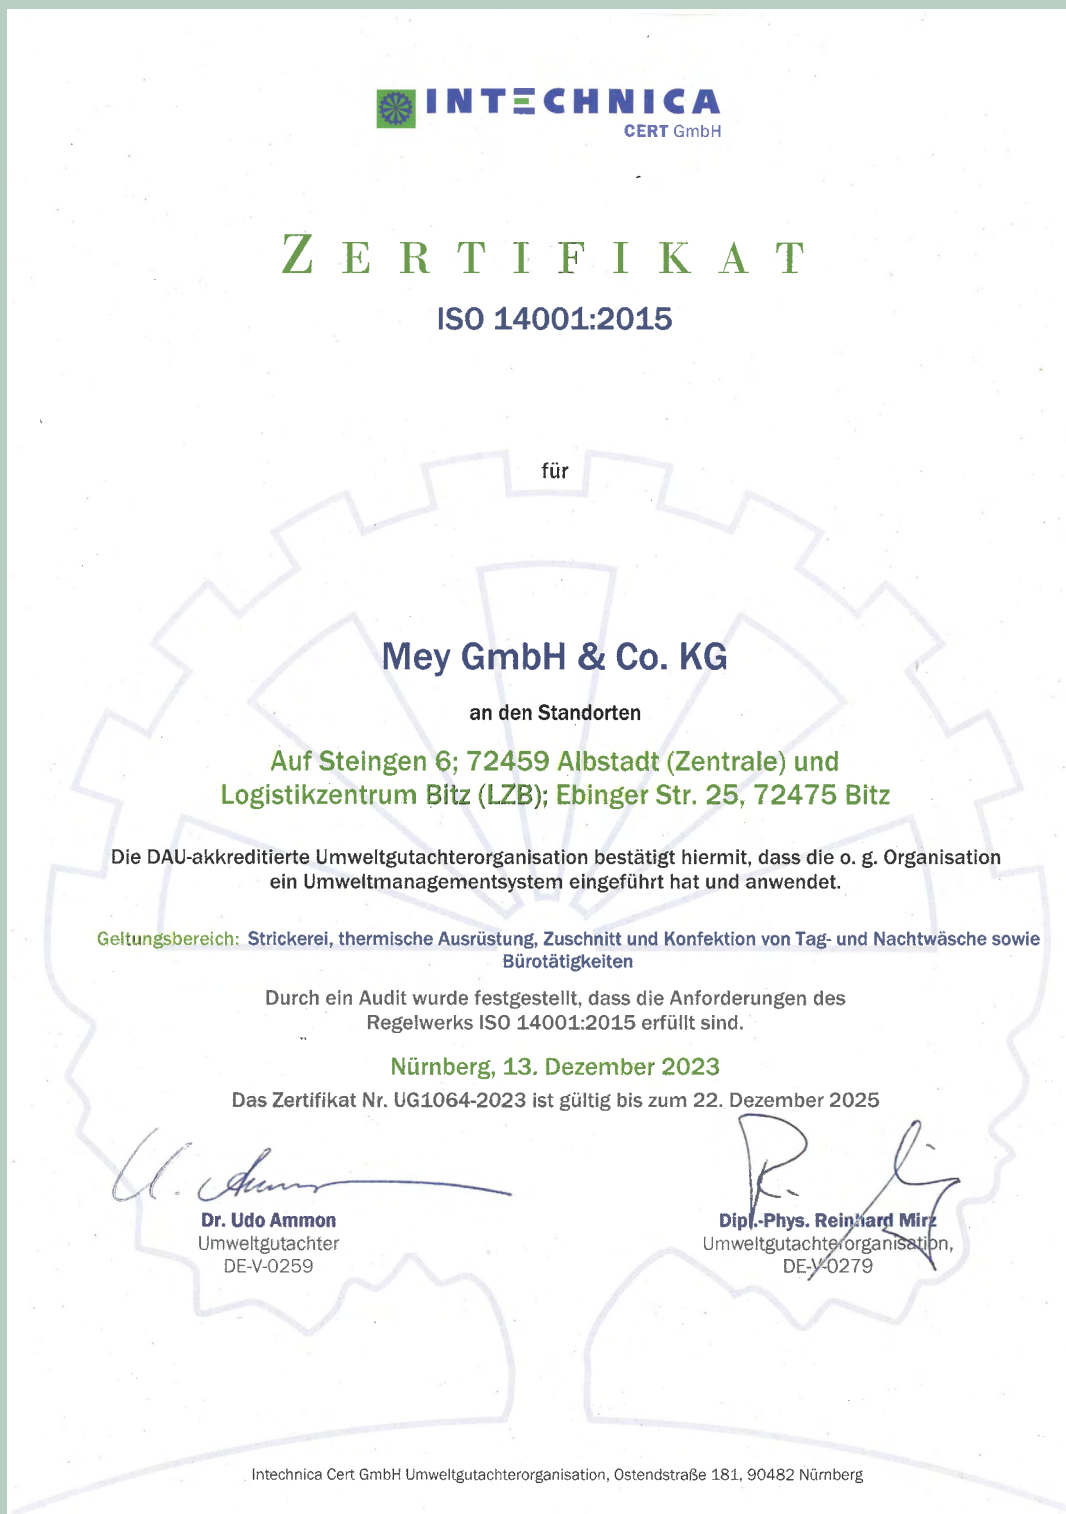 INTECHNICA
CERT GmbH
ZERTIFIKAT
ISO 14001:2015
für
Mey GmbH & Co. KG
an den Standorten
Auf Steingen 6; 72459 Albstadt (Zentrale) und
Logistikzentrum Bitz (LZB); Ebinger Str. 25, 72475 Bitz
Die DAU-akkreditierte Umweltgutachterorganisation bestätigt hiermit, dass die o. g. Organisation
ein Umweltmanagementsystem eingeführt hat und anwendet.
Geltungsbereich: Strickerei, thermische Ausrüstung, Zuschnitt und Konfektion von Tag- und Nachtwäsche sowie
Bürotätigkeiten
Durch ein Audit wurde festgestellt, dass die Anforderungen des
Regelwerks ISO 14001:2015 erfüllt sind.
Nürnberg, 13. Dezember 2023
Das Zertifikat Nr. UG1064-2023 ist gültig bis zum 22. Dezember 2025
Dr. Udo Ammon
Umweltgutachter
DE-V-0259
Dipl.-Phys. Reinhard Mirz
Umweltgutachterorganisation,
DE-V-0279
Intechnica Cert GmbH Umweltgutachterorganisation, Ostendstraße 181, 90482 Nürnberg